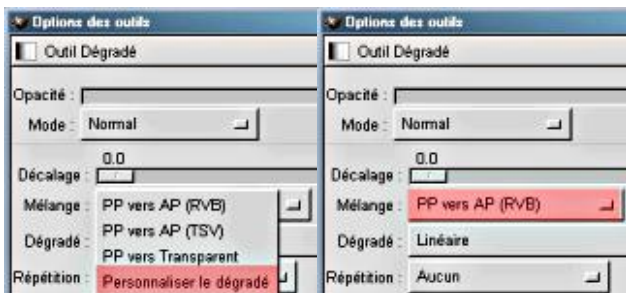 Options des outils
Outil Dégradé
Opacité :
Mode : Normal
0.0
Décalage :
Mélange : PP vers AP (RVB)
PP vers AP (TSV)
Dégradé :
PP vers Transparent
Répétition : Personnaliser le dégradé
Options des outils
Outil Dégradé
Opacité :
Mode : Normal
0.0
Décalage :
Mélange : PP vers AP (RVB)
Dégradé : Linéaire
Répétition : Aucun